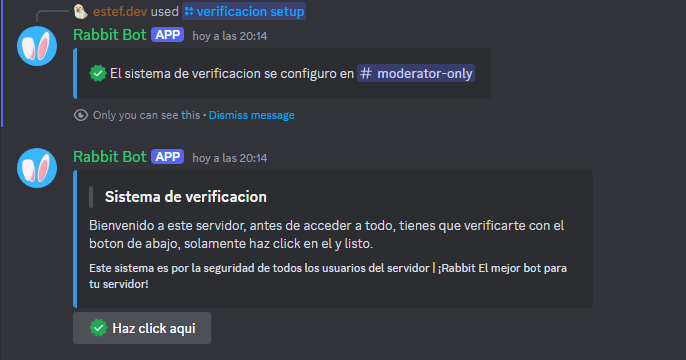 estef.dev used verificacion setup
Rabbit Bot APP hoy a las 20:14
El sistema de verificacion se configuro en # moderator-only
Only you can see this • Dismiss message
Rabbit Bot APP hoy a las 20:14
Sistema de verificacion
Bienvenido a este servidor, antes de acceder a todo, tienes que verificarte con el
boton de abajo, solamente haz click en el y listo.
Este sistema es por la seguridad de todos los usuarios del servidor | ¡Rabbit El mejor bot para
tu servidor!
Haz click aqui